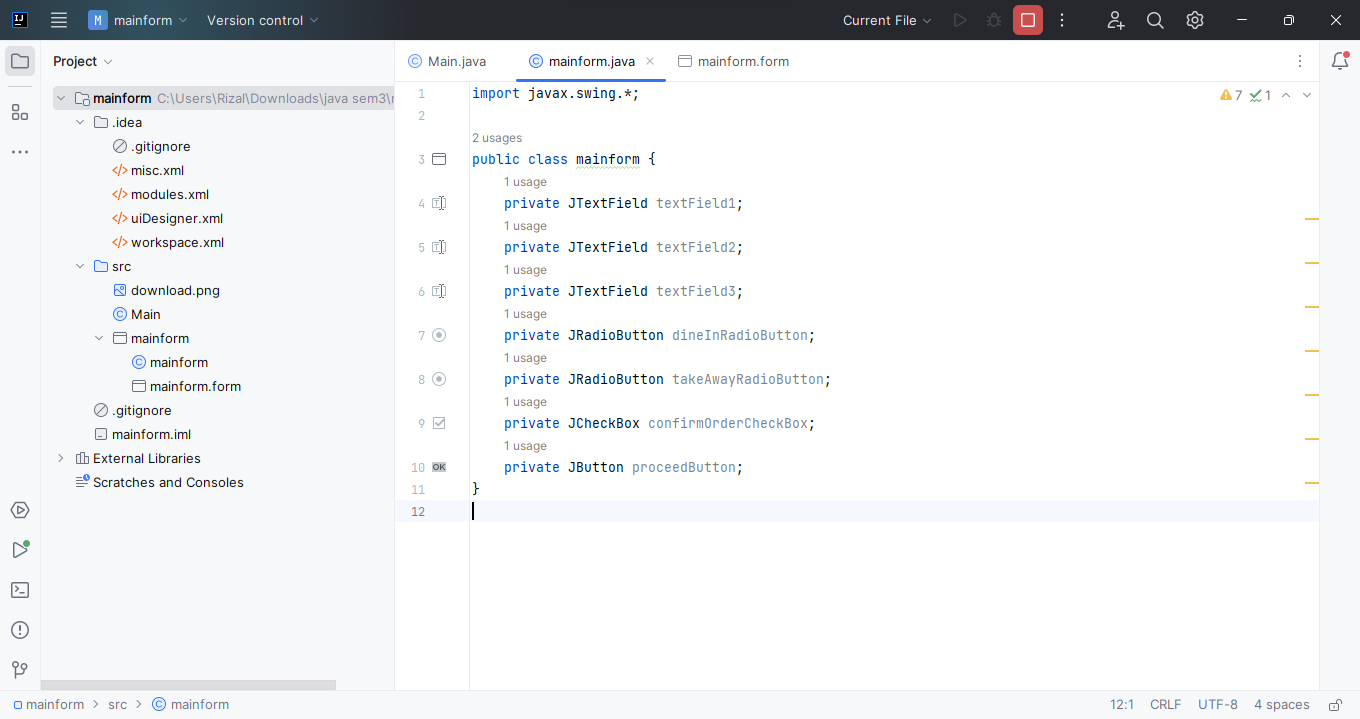 IJ M mainform Version control Current File
Project
Main.java mainform.java mainform.form
mainform C:\Users\Rizal\Downloads\java sem3\
.idea
.gitignore
misc.xml
modules.xml
uiDesigner.xml
workspace.xml
src
download.png
Main
mainform
mainform
mainform.form
.gitignore
mainform.iml
External Libraries
Scratches and Consoles
7 1
1 import javax.swing.*;
2
2 usages
3 public class mainform {
1 usage
4 private JTextField textField1;
1 usage
5 private JTextField textField2;
1 usage
6 private JTextField textField3;
1 usage
7 private JRadioButton dineInRadioButton;
1 usage
8 private JRadioButton takeAwayRadioButton;
1 usage
9 private JCheckBox confirmOrderCheckBox;
1 usage
10 OK private JButton proceedButton;
11 }
12
mainform > src > mainform
12:1 CRLF UTF-8 4 spaces